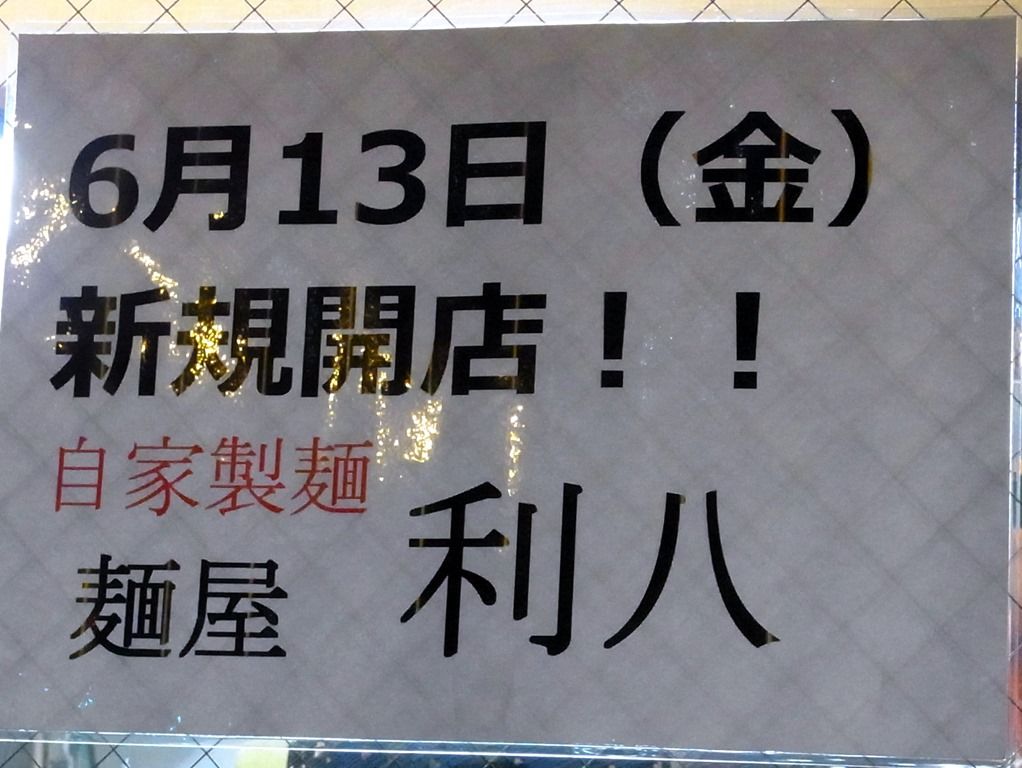 6月13日（金）
新規開店！！
自家製麺
麺屋 利八